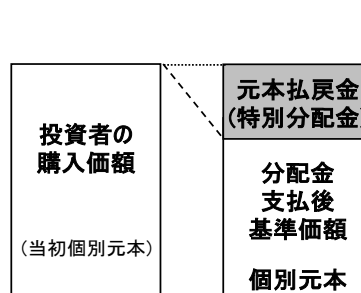 投資者の
購入価額
(当初個別元本)
元本払戻金
(特別分配金)
分配金
支払後
基準価額
個別元本